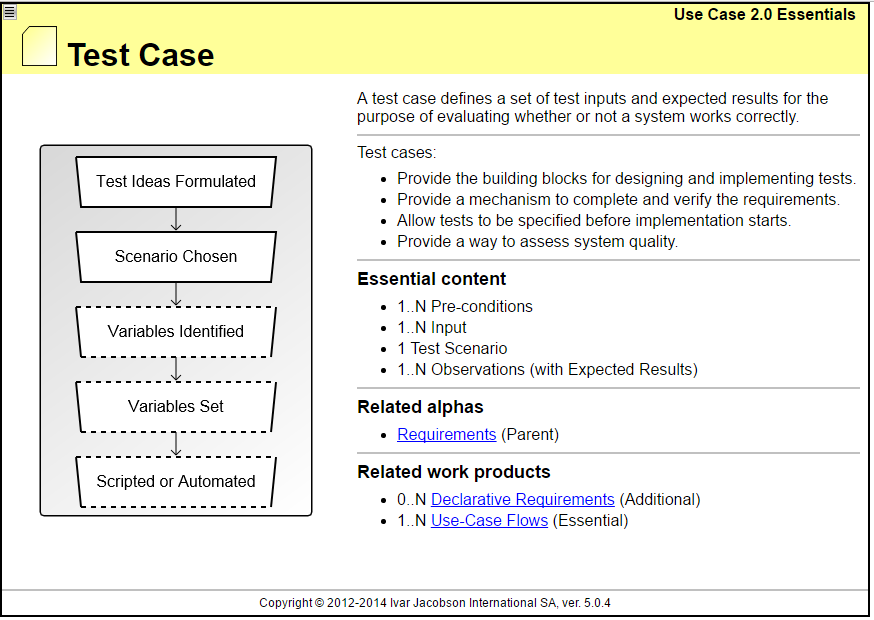 Use Case 2.0 Essentials
Test Case
Test Ideas Formulated
Scenario Chosen
Variables Identified
Variables Set
Scripted or Automated
A test case defines a set of test inputs and expected results for the
purpose of evaluating whether or not a system works correctly.
Test cases:
• Provide the building blocks for designing and implementing tests.
• Provide a mechanism to complete and verify the requirements.
• Allow tests to be specified before implementation starts.
• Provide a way to assess system quality.
Essential content
• 1..N Pre-conditions
• 1..N Input
• 1 Test Scenario
• 1..N Observations (with Expected Results)
Related alphas
• Requirements (Parent)
Related work products
• 0..N Declarative Requirements (Additional)
• 1..N Use-Case Flows (Essential)
Copyright © 2012-2014 Ivar Jacobson International SA, ver. 5.0.4